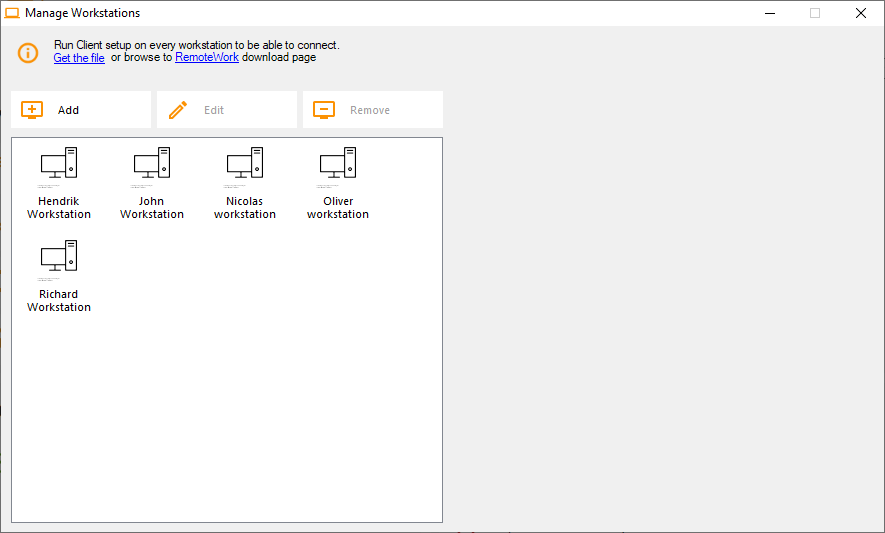 Manage Workstations
Run Client setup on every workstation to be able to connect.
Get the file or browse to RemoteWork download page
Add
Edit
Remove
Hendrik
Workstation
John
Workstation
Nicolas
workstation
Oliver
workstation
Richard
Workstation